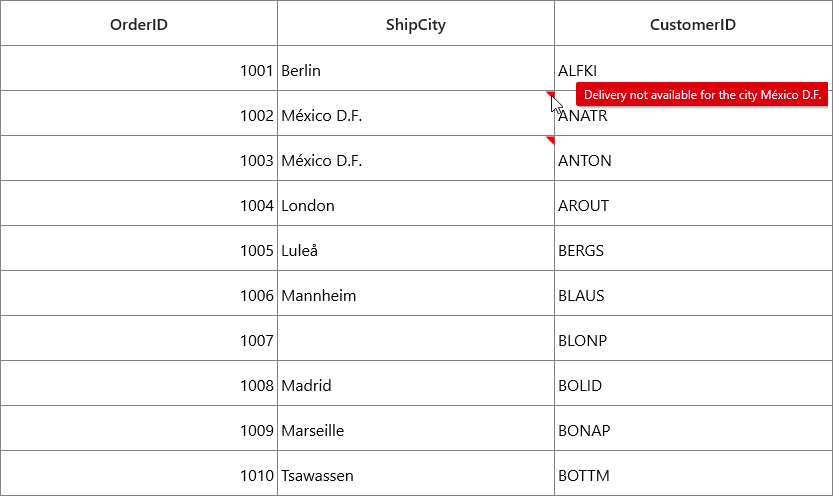 OrderID ShipCity CustomerID
1001 Berlin ALFKI
Delivery not available for the city México D.F.
1002 México D.F. ANATR
1003 México D.F. ANTON
1004 London AROUT
1005 Luleå BERGS
1006 Mannheim BLAUS
1007 BLONP
1008 Madrid BOLID
1009 Marseille BONAP
1010 Tsawassen BOTTM